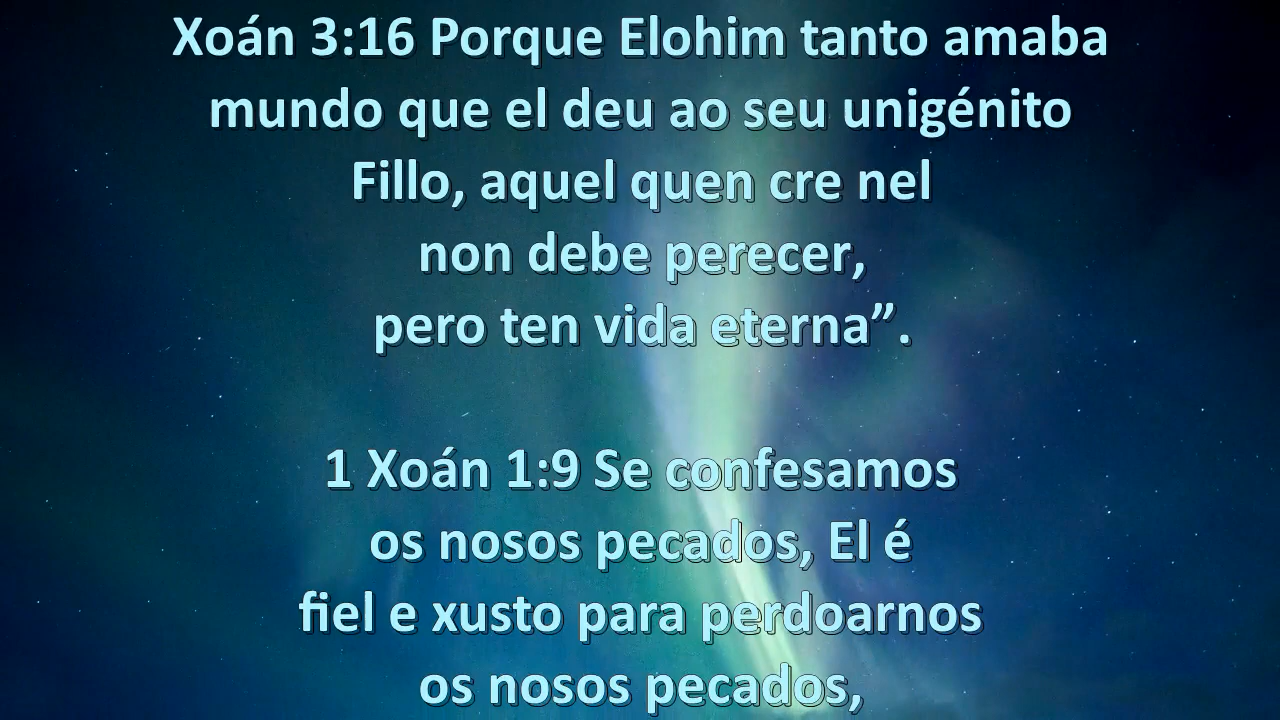 Xoán 3:16 Porque Elohim tanto amaba
mundo que el deu ao seu unigénito
Fillo, aquel quen cre nel
non debe perecer,
pero ten vida eterna”.
1 Xoán 1:9 Se confesamos
os nosos pecados, El é
fiel e xusto para perdoarnos
os nosos pecados,